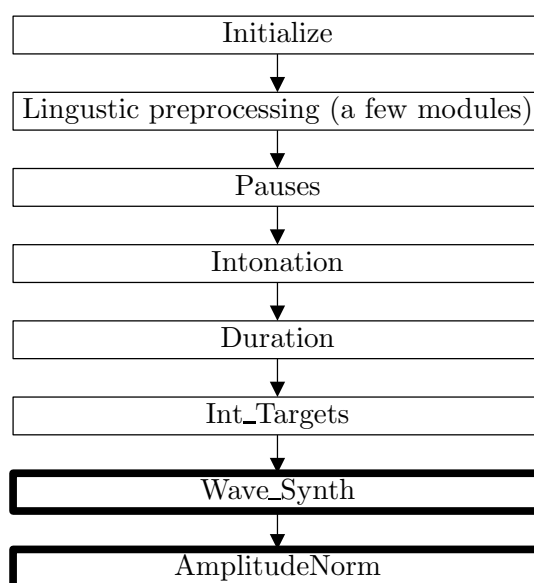 Initialize
Lingustic preprocessing (a few modules)
Pauses
Intonation
Duration
Int_Targets
Wave_Synth
AmplitudeNorm